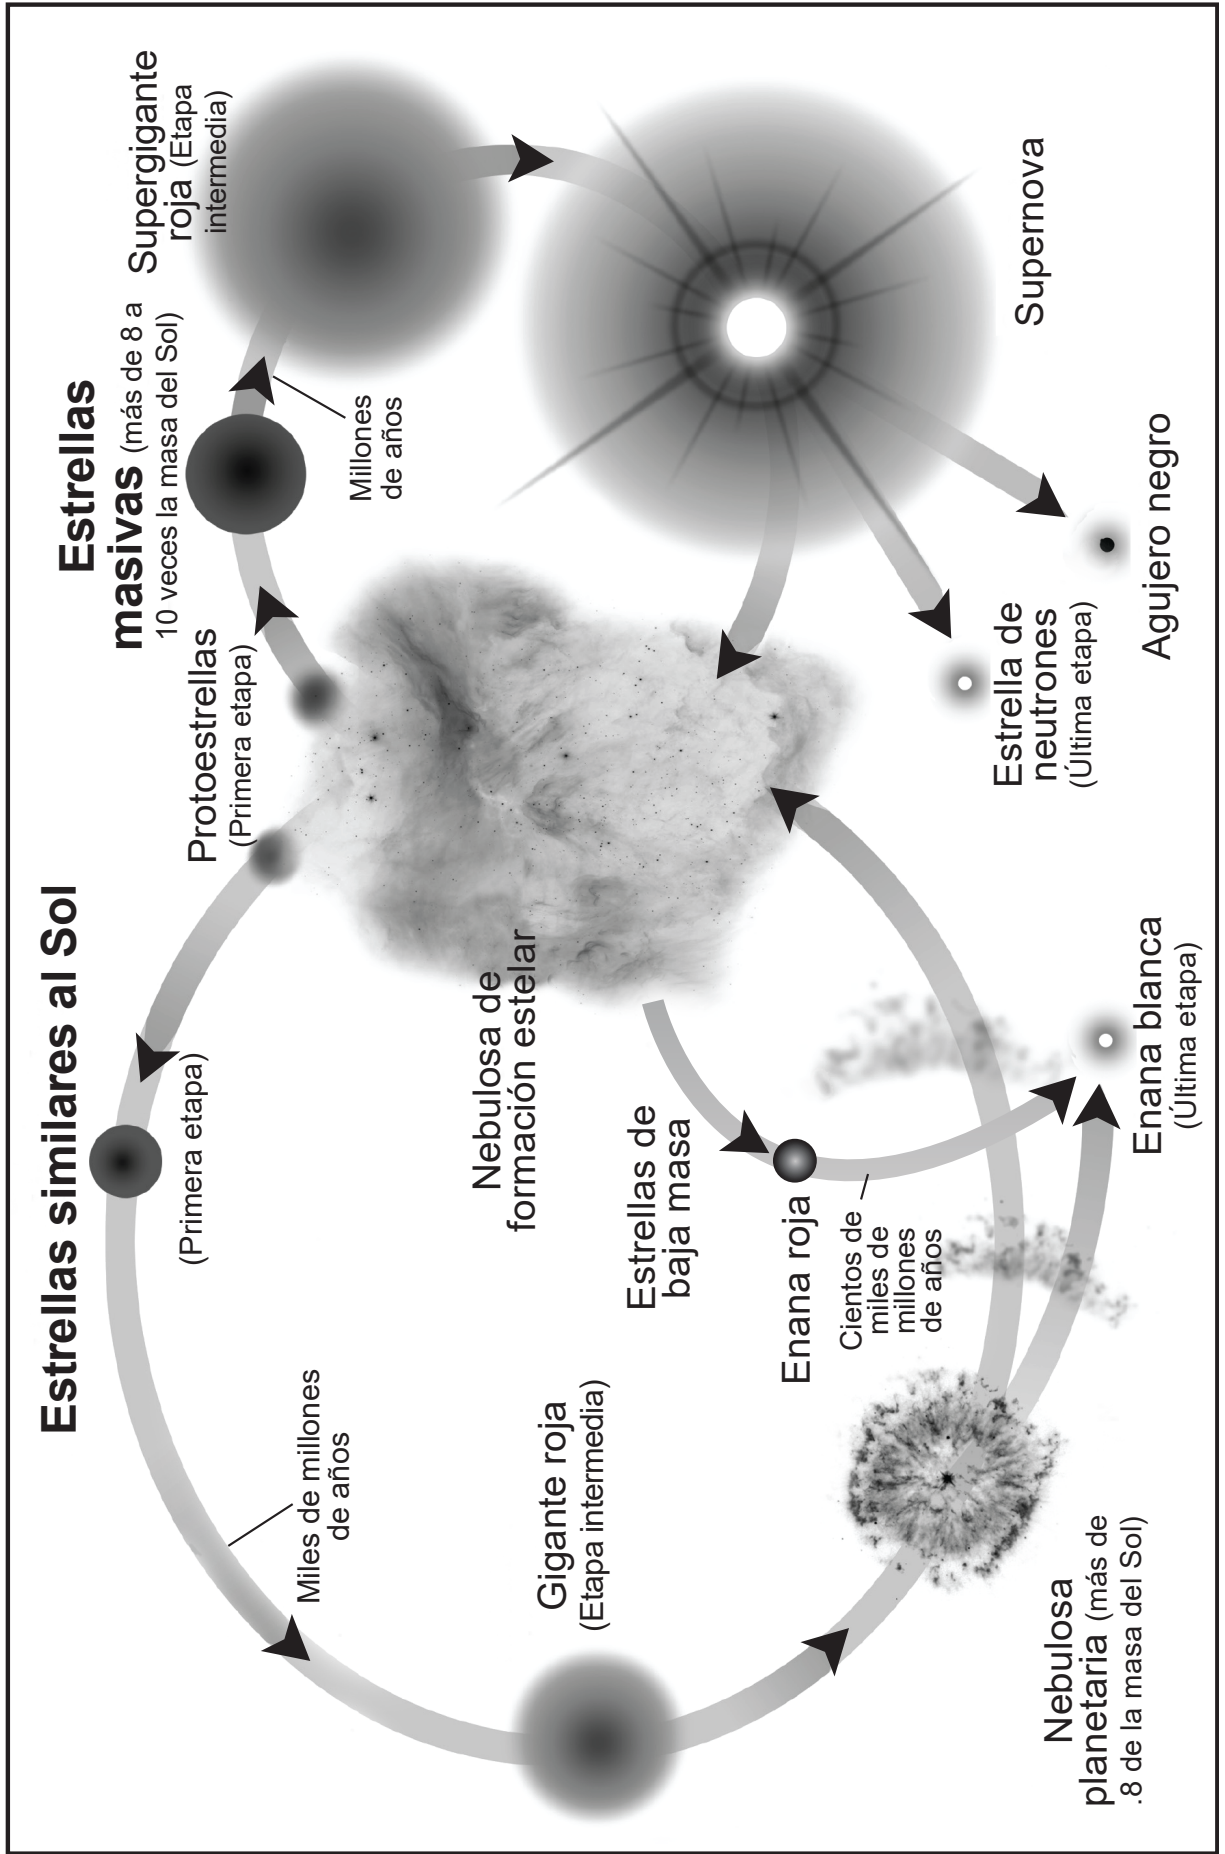 Estrellas similares al Sol
Estrellas
masivas (más de 8 a
10 veces la masa del Sol)
Protoestrellas
(Primera etapa)
Supergigante
roja (Etapa
intermedia)
(Primera etapa)
Miles de millones
de años
Millones
de años
Nebulosa de
formación estelar
Gigante roja
(Etapa intermedia)
Estrellas de
baja masa
Enana roja
Cientos de
miles de
millones
de años
Supernova
Estrella de
neutrones
(Última etapa)
Agujero negro
Nebulosa
planetaria (más de
.8 de la masa del Sol)
Enana blanca
(Última etapa)